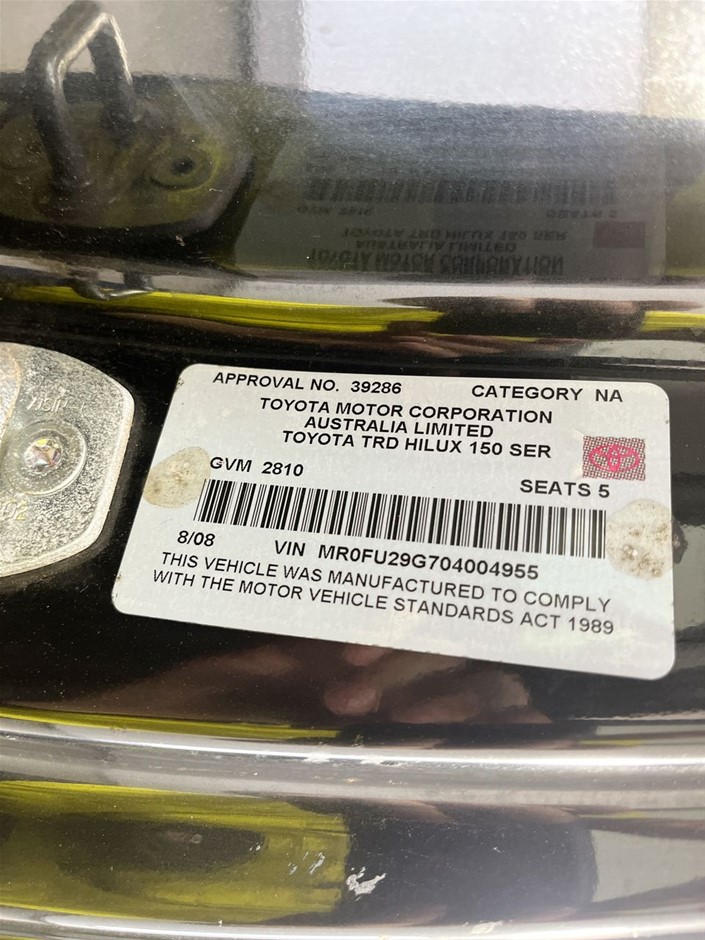 APPROVAL NO. 39286 CATEGORY NA
TOYOTA MOTOR CORPORATION
AUSTRALIA LIMITED
TOYOTA TRD HILUX 150 SER
GVM 2810
SEATS 5
8/08 VIN MR0FU29G704004955
THIS VEHICLE WAS MANUFACTURED TO COMPLY
WITH THE MOTOR VEHICLE STANDARDS ACT 1989